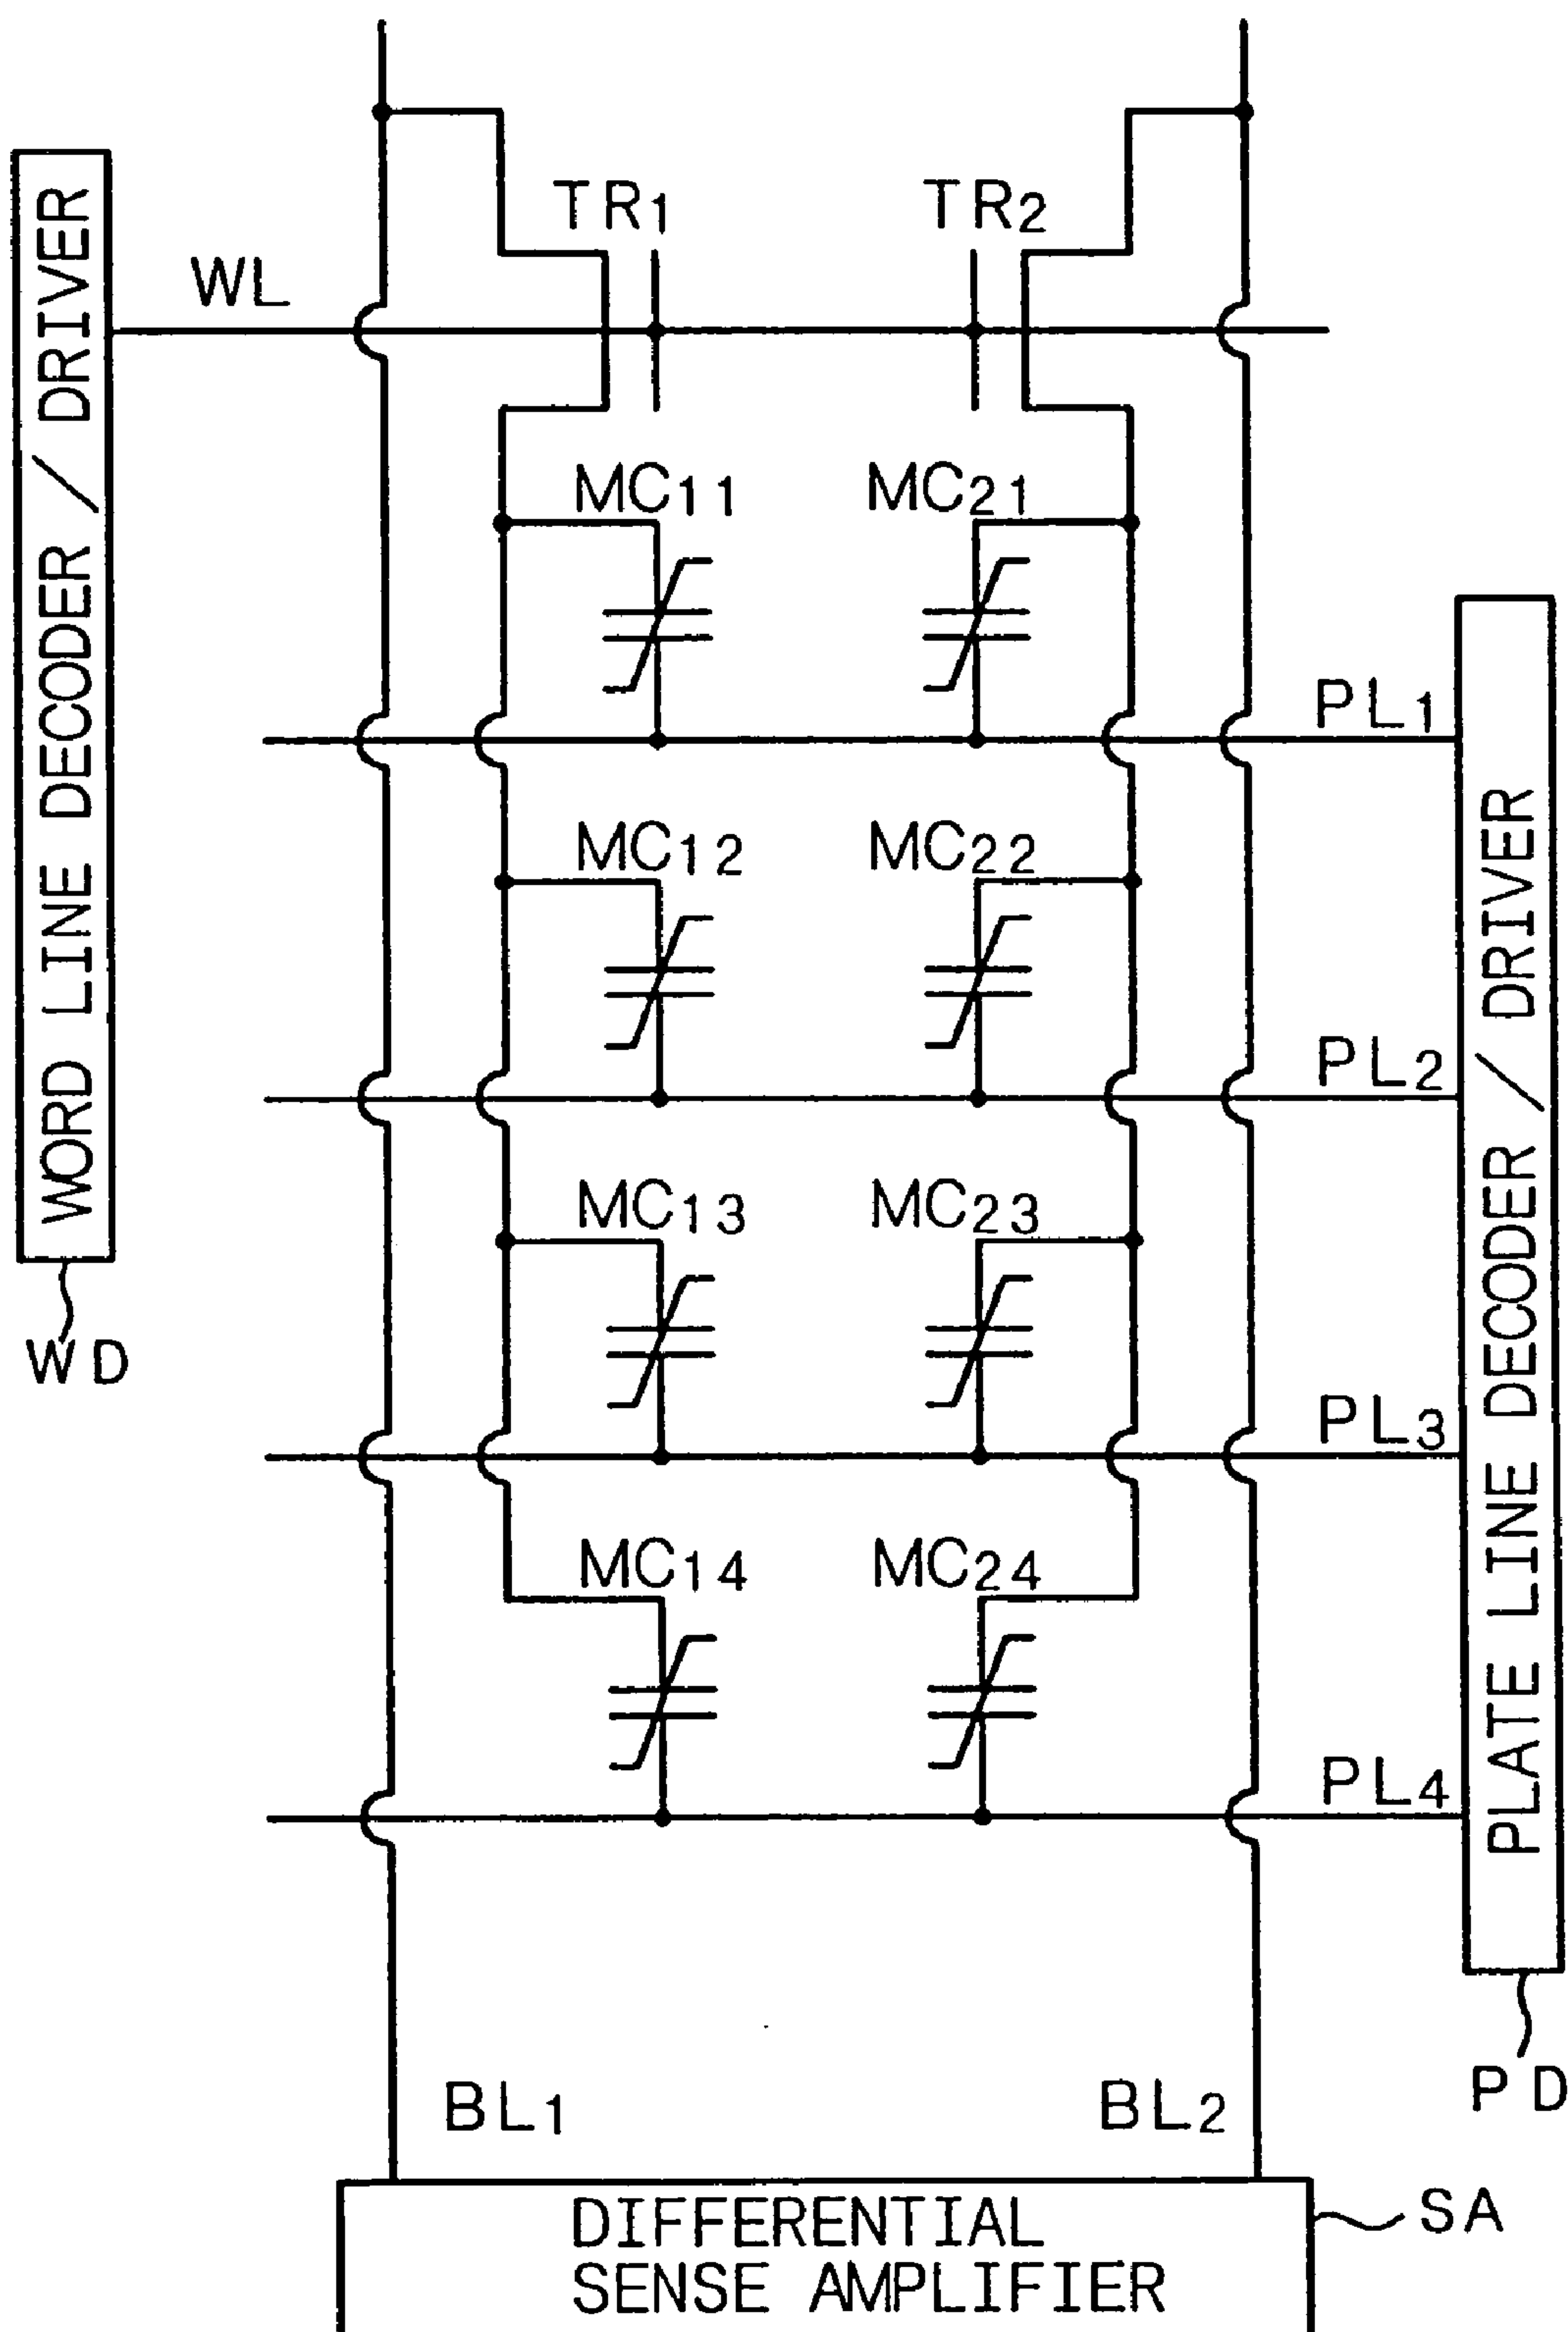 TR1
TR2
WL
WORD LINE DECODER / DRIVER
MC11
MC21
PL1
MC12
MC22
PL2
PLATE LINE DECODER / DRIVER
MC13
MC23
WD
PL3
MC14
MC24
PL4
PD
BL1
BL2
SA
DIFFERENTIAL
SENSE AMPLIFIER